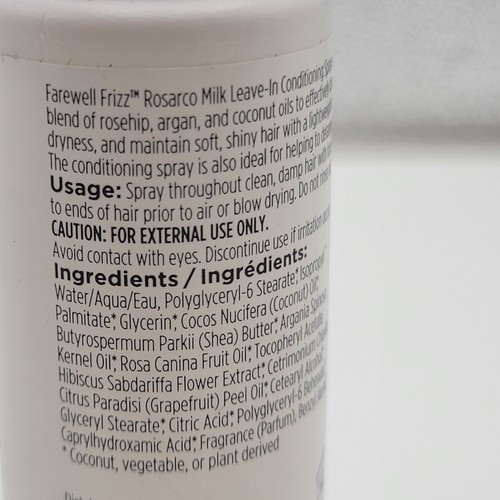 Farewell Frizz™ Rosarco Milk Leave-In Conditioning
blend of rosehip, argan, and coconut oils to effectively
dryness, and maintain soft, shiny hair with a lightweight
The conditioning spray is also ideal for helping to
Usage: Spray throughout clean, damp hair with
to ends of hair prior to air or blow drying. Do not
CAUTION: FOR EXTERNAL USE ONLY.
Avoid contact with eyes. Discontinue use if irritation
Ingredients / Ingrédients:
Water/Aqua/Eau, Polyglyceryl-6 Stearate,* Isopropyl
Palmitate,* Glycerin,* Cocos Nucifera (Coconut) Oil,*
Butyrospermum Parkii (Shea) Butter,* Argania
Kernel Oil,* Rosa Canina Fruit Oil,* Tocopheryl Acetate,
Hibiscus Sabdariffa Flower Extract,* Cetrimonium
Citrus Paradisi (Grapefruit) Peel Oil,* Cetearyl Alcohol,*
Glyceryl Stearate,* Citric Acid,* Polyglyceryl-6
Caprylhydroxamic Acid,* Fragrance (Parfum),
* Coconut, vegetable, or plant derived